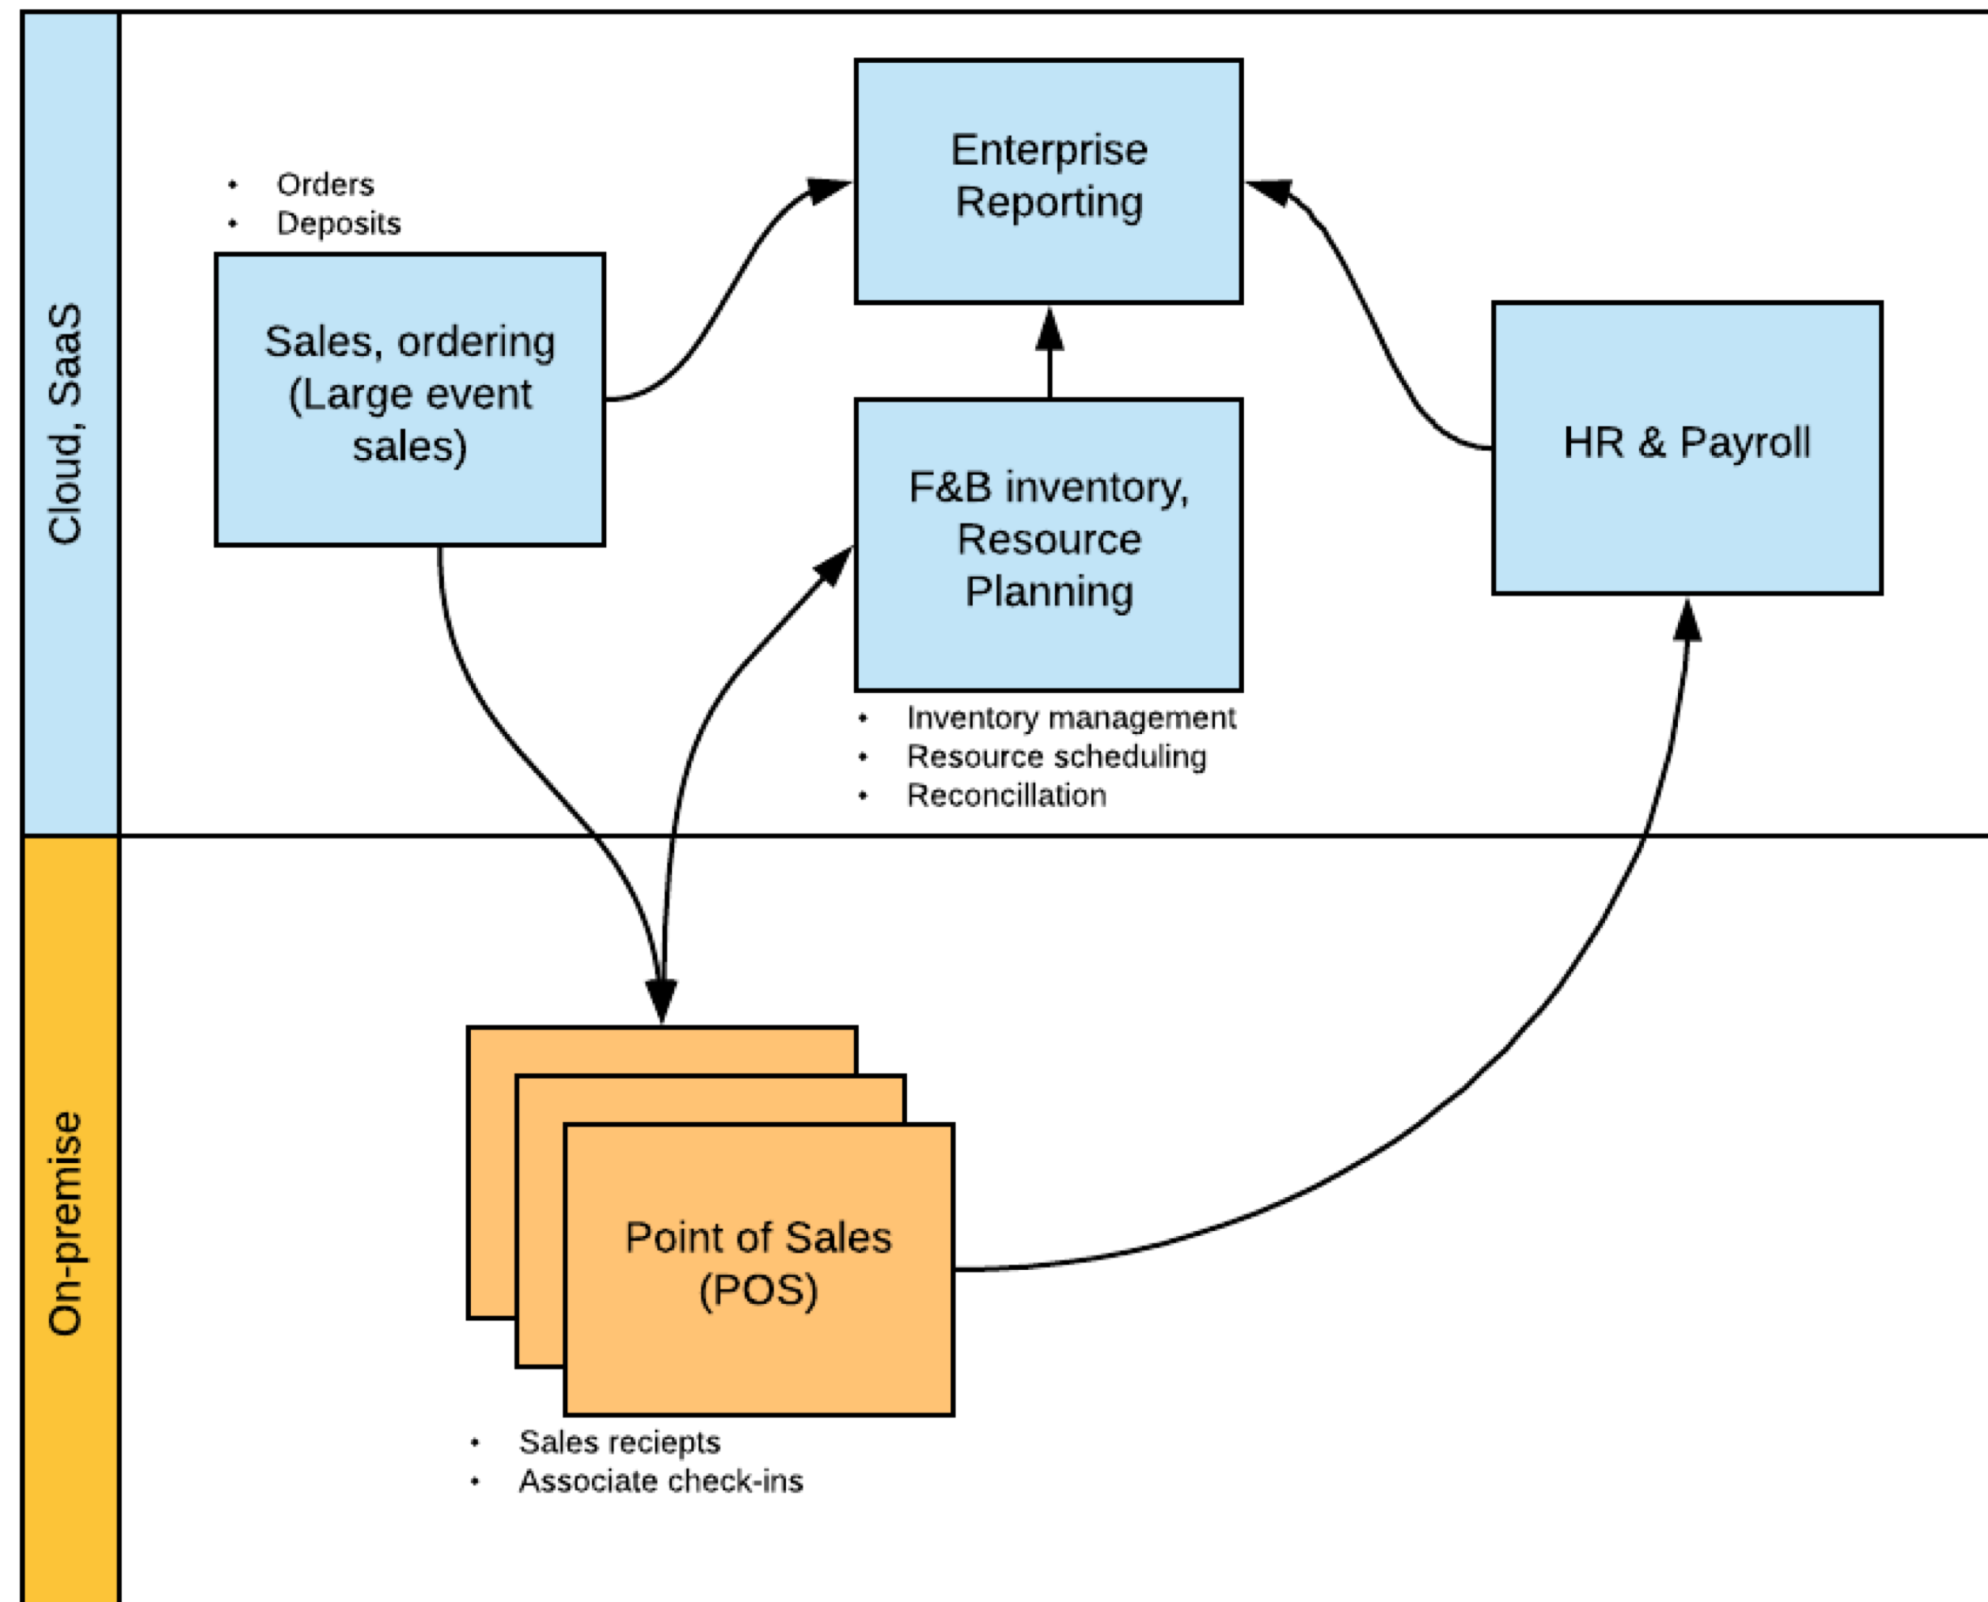 Cloud, SaaS
• Orders
• Deposits
Sales, ordering
(Large event
sales)
Enterprise
Reporting
F&B inventory,
Resource
Planning
• Inventory management
• Resource scheduling
• Reconcillation
HR & Payroll
On-premise
Point of Sales
(POS)
• Sales reciepts
• Associate check-ins